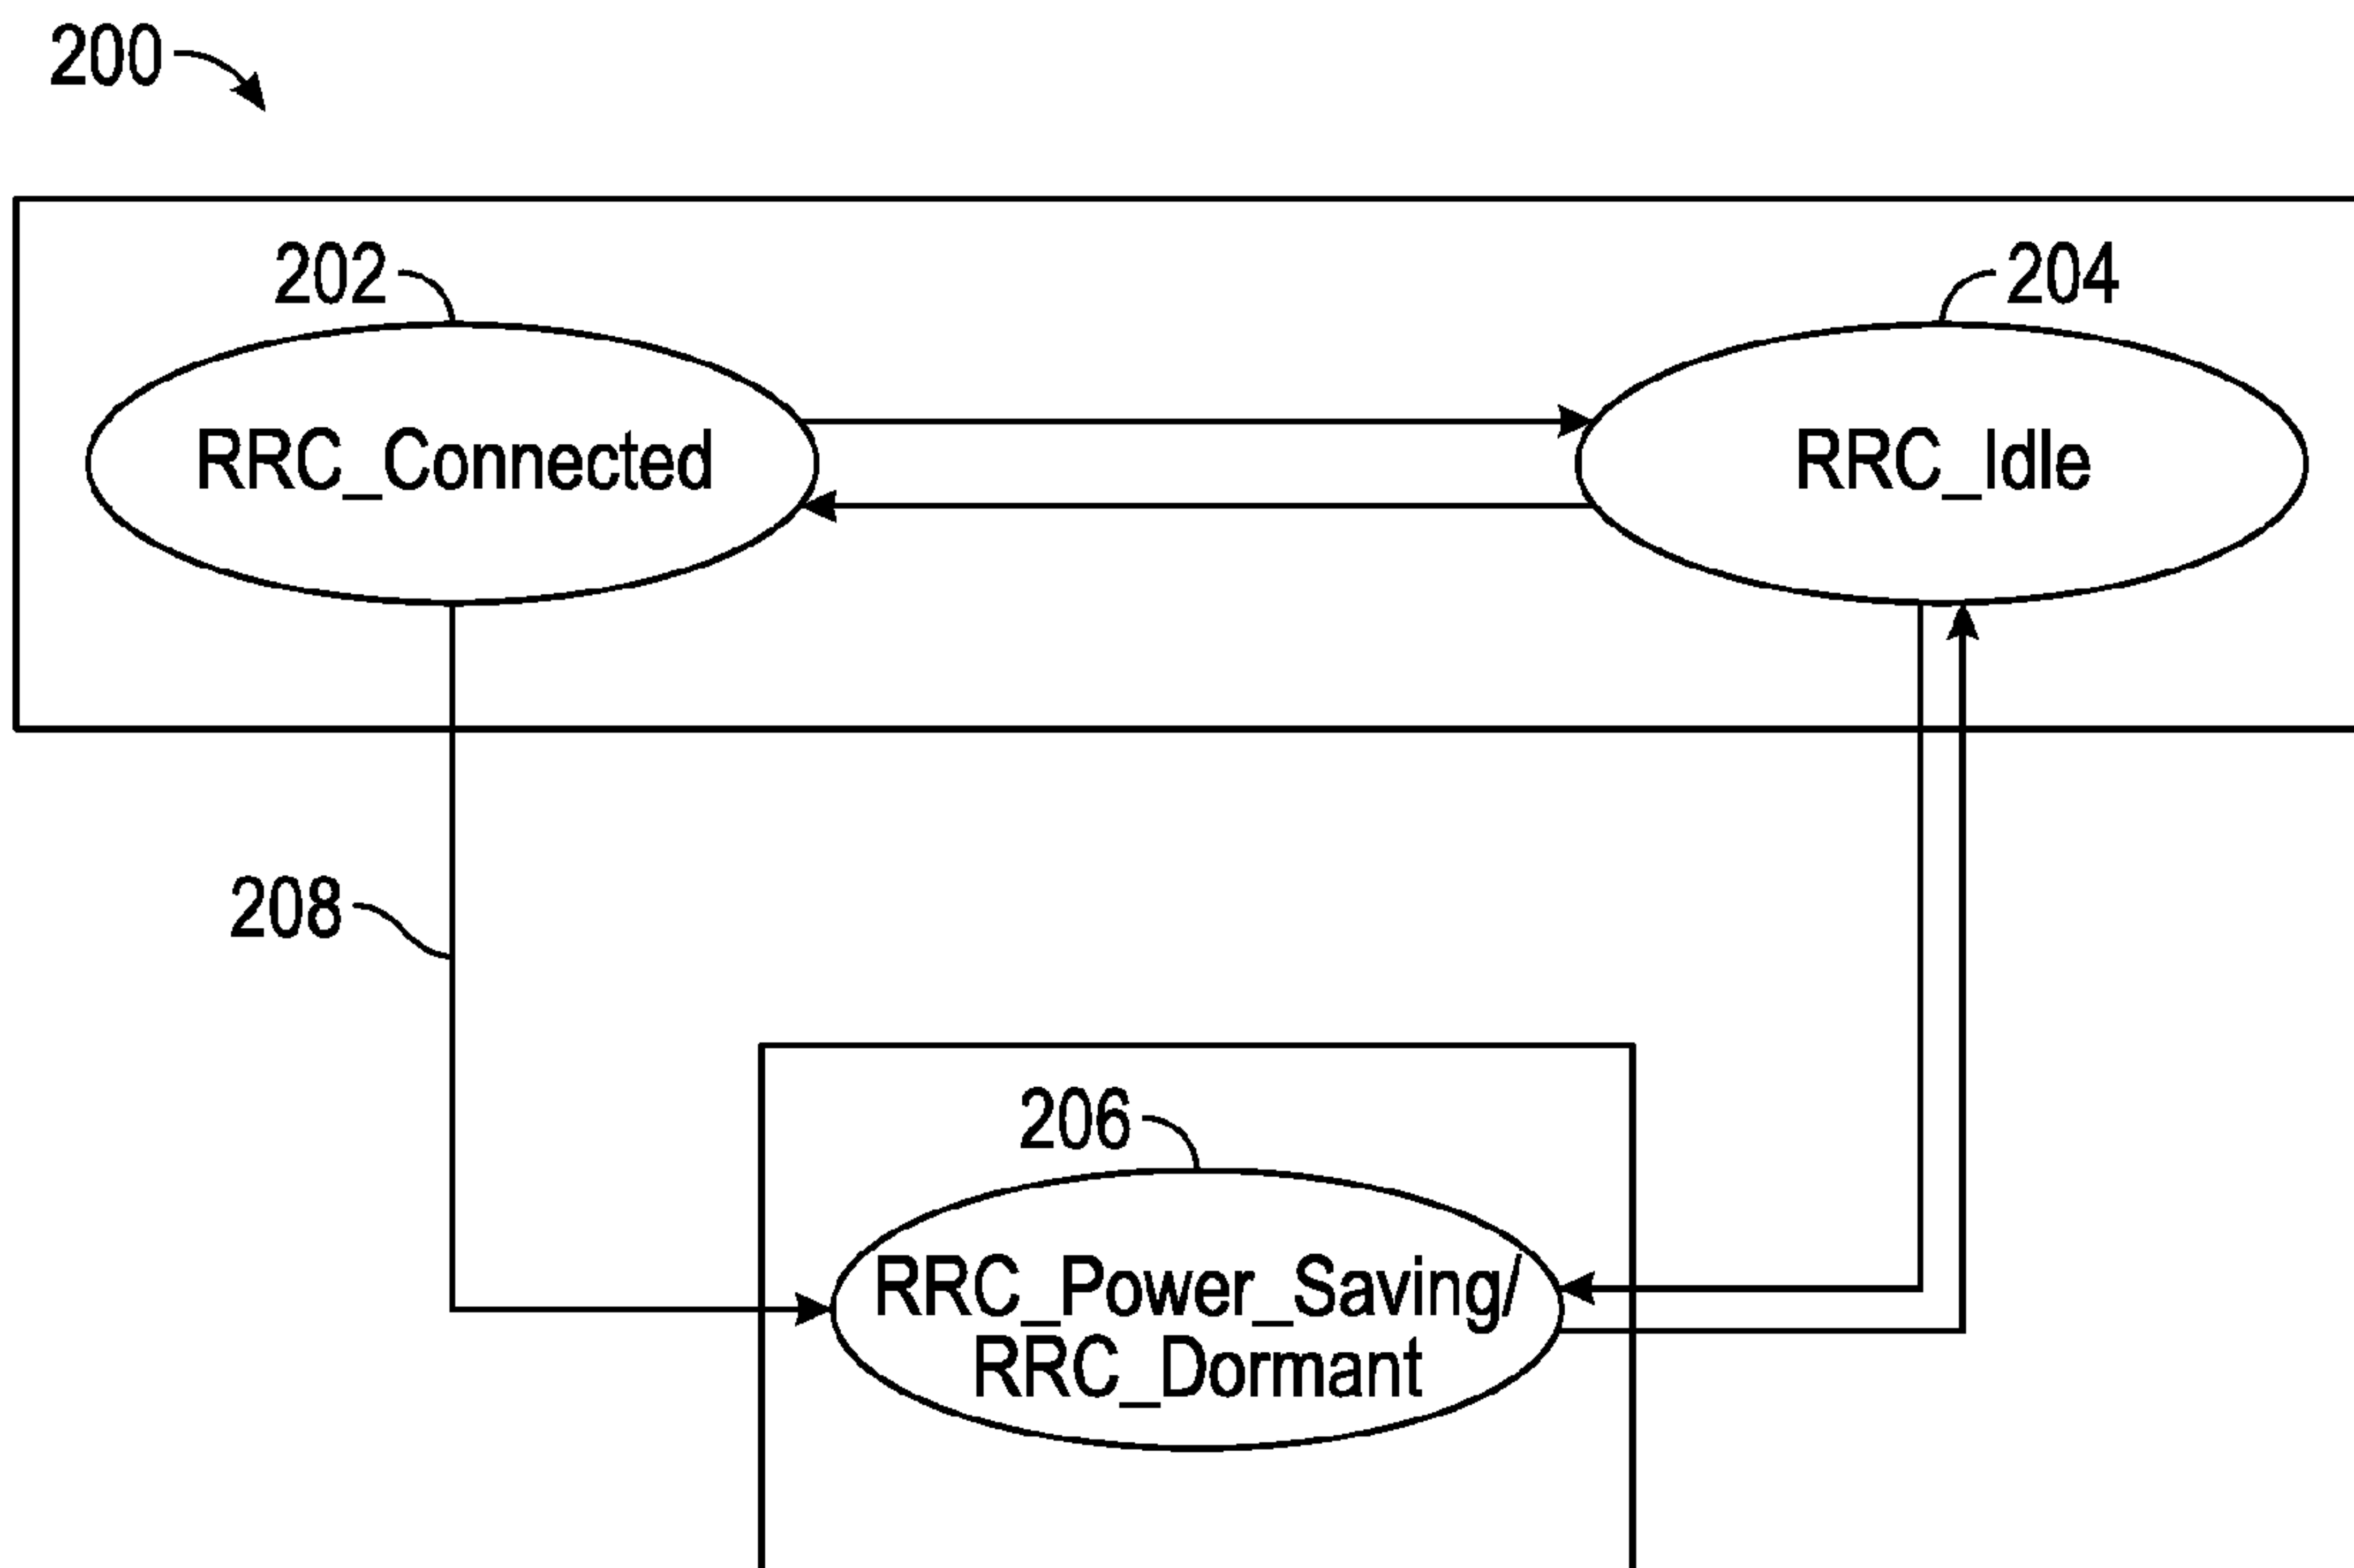 200
202
204
RRC_Connected
RRC_Idle
208
206
RRC_Power_Saving/
RRC_Dormant